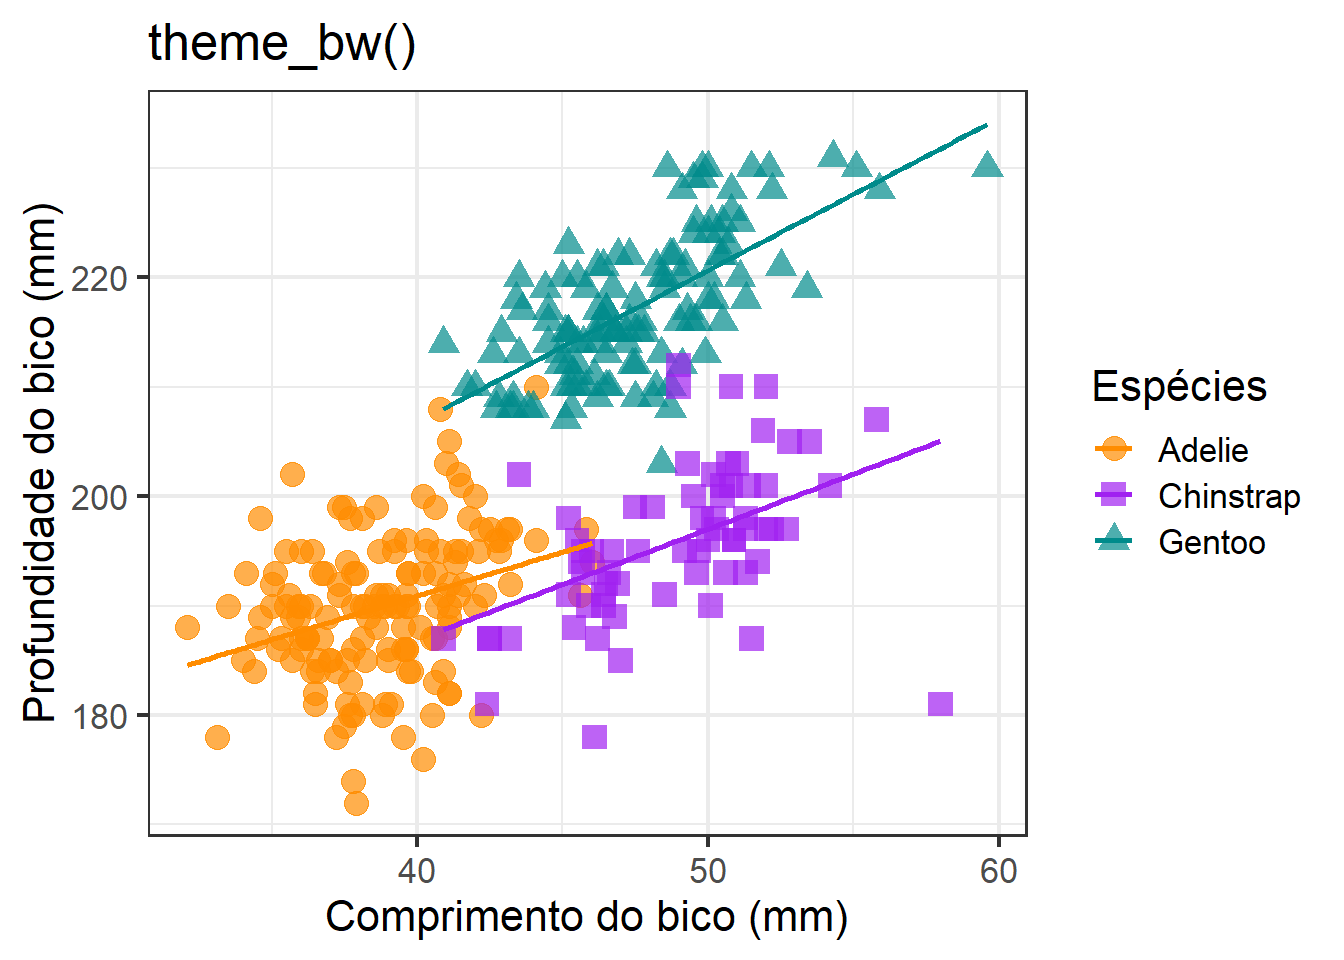 theme_bw()
Profundidade do bico (mm)
220
200
180
40
50
60
Comprimento do bico (mm)
Espécies
Adelie
Chinstrap
Gentoo